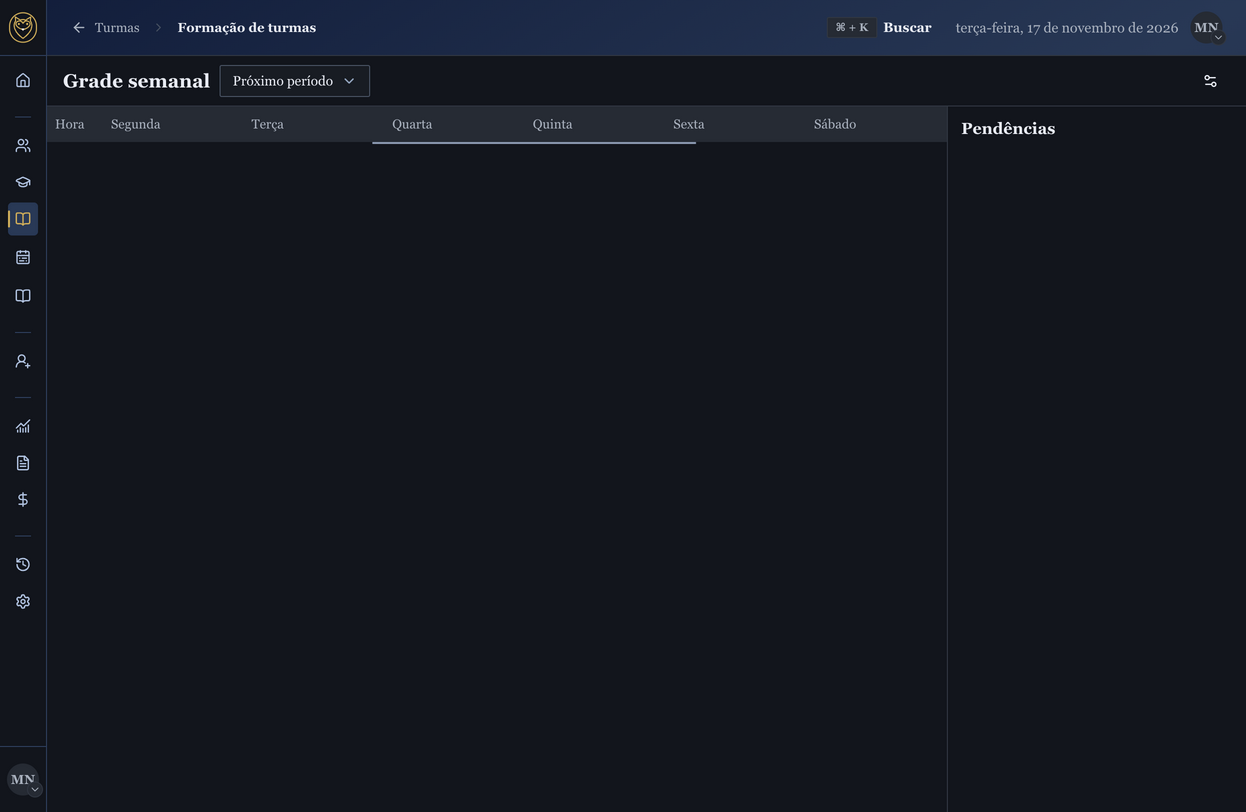 Turmas
Formação de turmas
⌘ + K
Buscar
terça-feira, 17 de novembro de 2026
MN
Grade semanal
Próximo período
Hora
Segunda
Terça
Quarta
Quinta
Sexta
Sábado
Pendências
MN